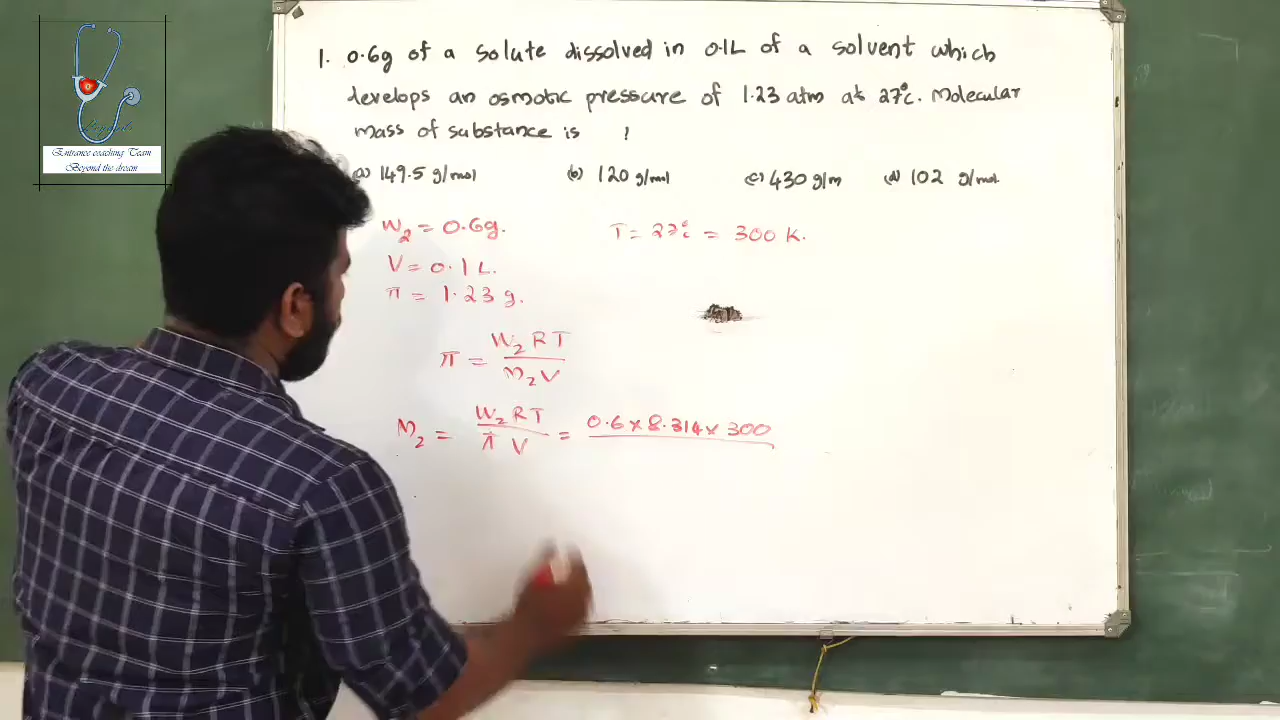 Entrance coaching Team
Beyond the dream
1. 0.6g of a solute dissolved in 0.1L of a solvent which
develops an osmotic pressure of 1.23 atm at 27°c. Molecular
mass of substance is !
(a) 149.5 g/mol (b) 120 g/mol (c) 430 g/m (d) 102 g/mol
W₂ = 0.6g. T = 27°c = 300 K.
V = 0.1 L.
π = 1.23 g.
π = W₂ R T / M₂ V
M₂ = W₂ R T / π V = 0.6 x 8.314 x 300